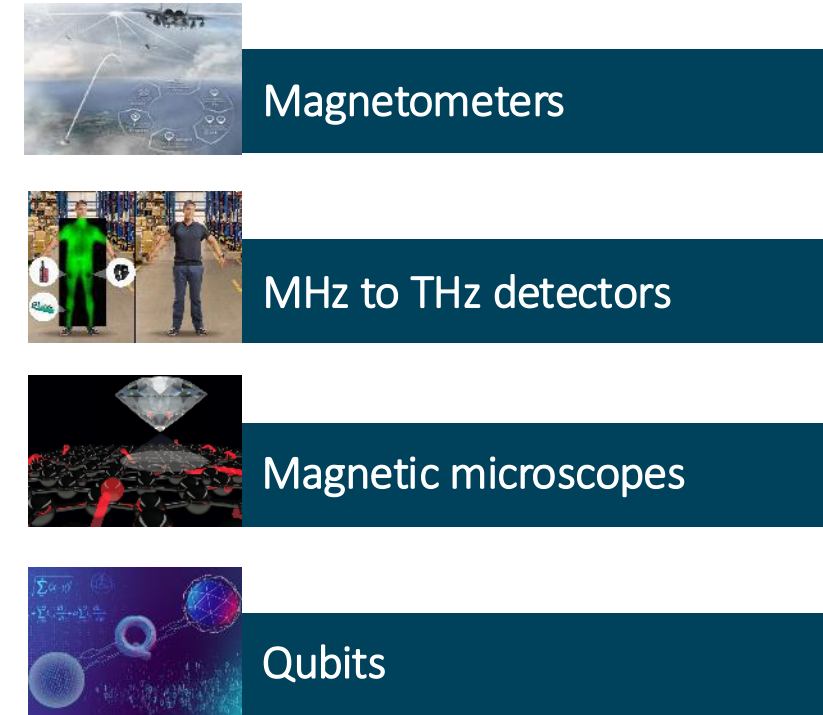 Magnetometers
MHz to THz detectors
Magnetic microscopes
Q
Qubits